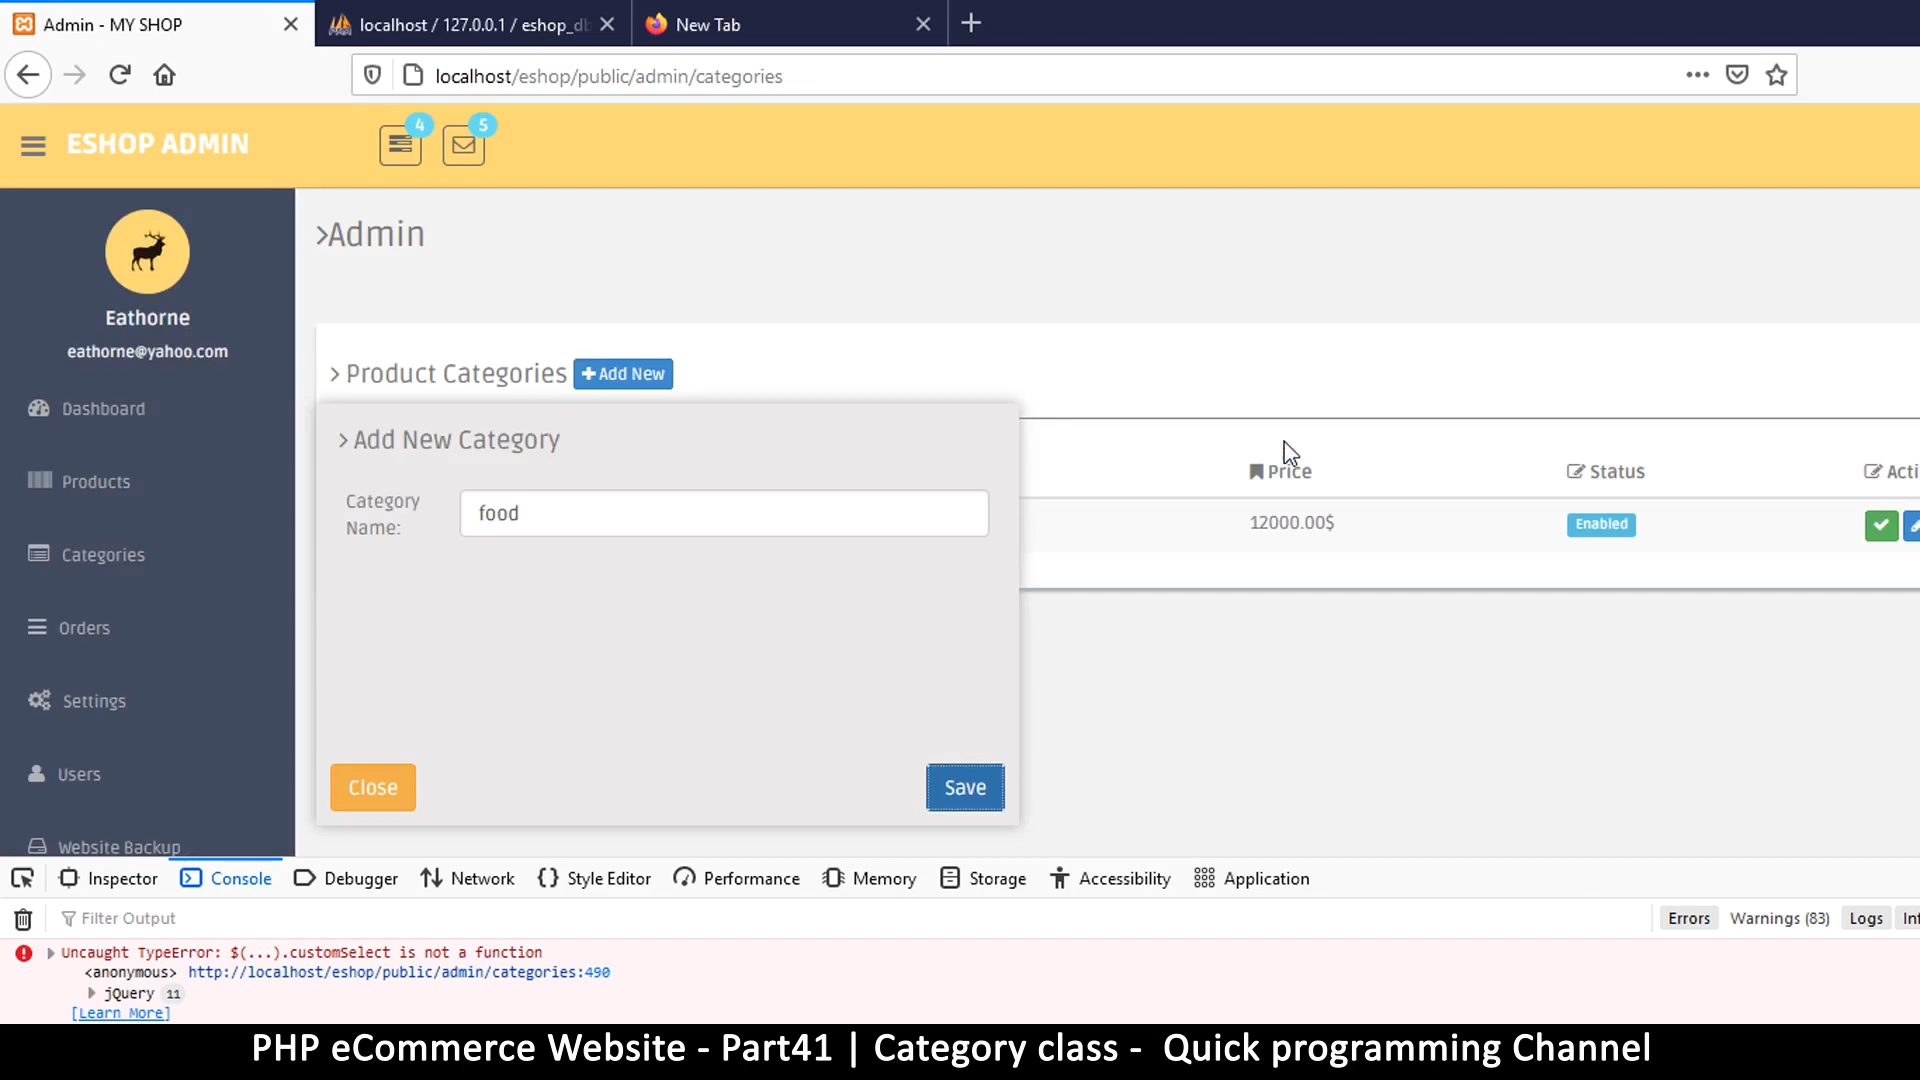 Admin - MY SHOP
localhost / 127.0.0.1 / eshop_db
New Tab
localhost/eshop/public/admin/categories
ESHOP ADMIN
4
5
Eathorne
eathorne@yahoo.com
Dashboard
Products
Categories
Orders
Settings
Users
Website Backup
>Admin
> Product Categories
+ Add New
> Add New Category
Category
Name:
food
Close
Save
Price
Status
Acti
12000.00$
Enabled
Inspector
Console
Debugger
Network
Style Editor
Performance
Memory
Storage
Accessibility
Application
Filter Output
Errors
Warnings (83)
Logs
In
Uncaught TypeError: $(...).customSelect is not a function
<anonymous> http://localhost/eshop/public/admin/categories:490
jQuery 11
[Learn More]
PHP eCommerce Website - Part41 | Category class - Quick programming Channel